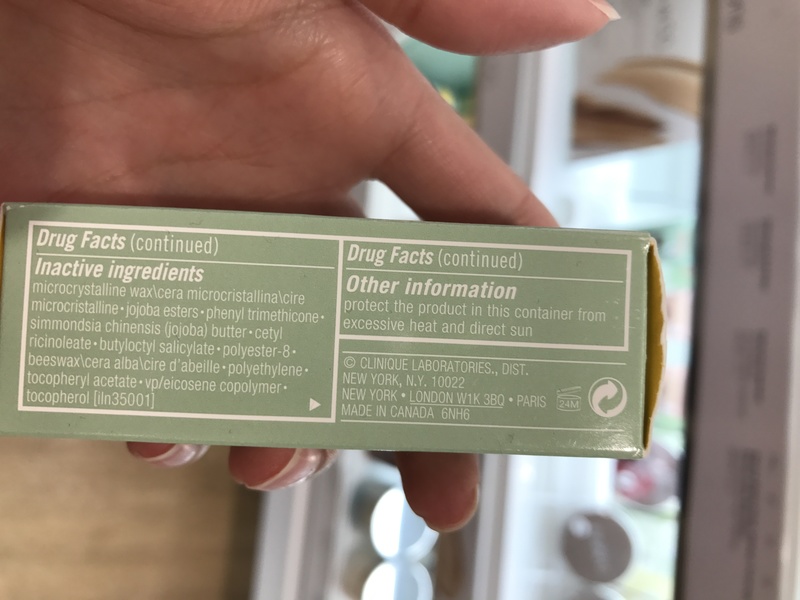 Drug Facts (continued)
Inactive ingredients
microcrystalline wax\cera microcristallina\cire
microcristalline • jojoba esters • phenyl trimethicone •
simmondsia chinensis (jojoba) butter • cetyl
ricinoleate • butyloctyl salicylate • polyester-8 •
beeswax\cera alba\cire d'abeille • polyethylene •
tocopheryl acetate • vp/eicosene copolymer •
tocopherol [iln35001]
Drug Facts (continued)
Other information
protect the product in this container from
excessive heat and direct sun
© CLINIQUE LABORATORIES., DIST.
NEW YORK, N.Y. 10022
NEW YORK • LONDON W1K 3BQ • PARIS
24M
MADE IN CANADA 6NH6